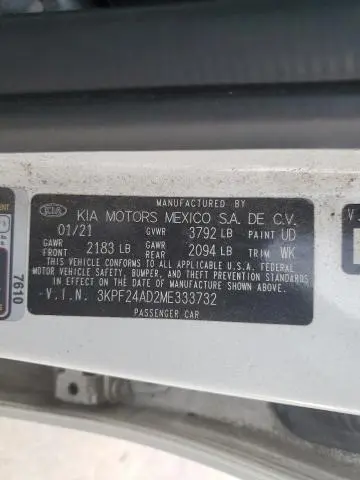 MANUFACTURED BY
KIA KIA MOTORS MEXICO S.A. DE C.V.
01/21 GVWR 3792 LB PAINT UD
GAWR FRONT 2183 LB GAWR REAR 2094 LB TRIM WK
THIS VEHICLE CONFORMS TO ALL APPLICABLE U.S.A. FEDERAL
MOTOR VEHICLE SAFETY, BUMPER, AND THEFT PREVENTION STANDARDS
IN EFFECT ON THE DATE OF MANUFACTURE SHOWN ABOVE.
V.I.N. 3KPF24AD2ME333732
PASSENGER CAR
7610